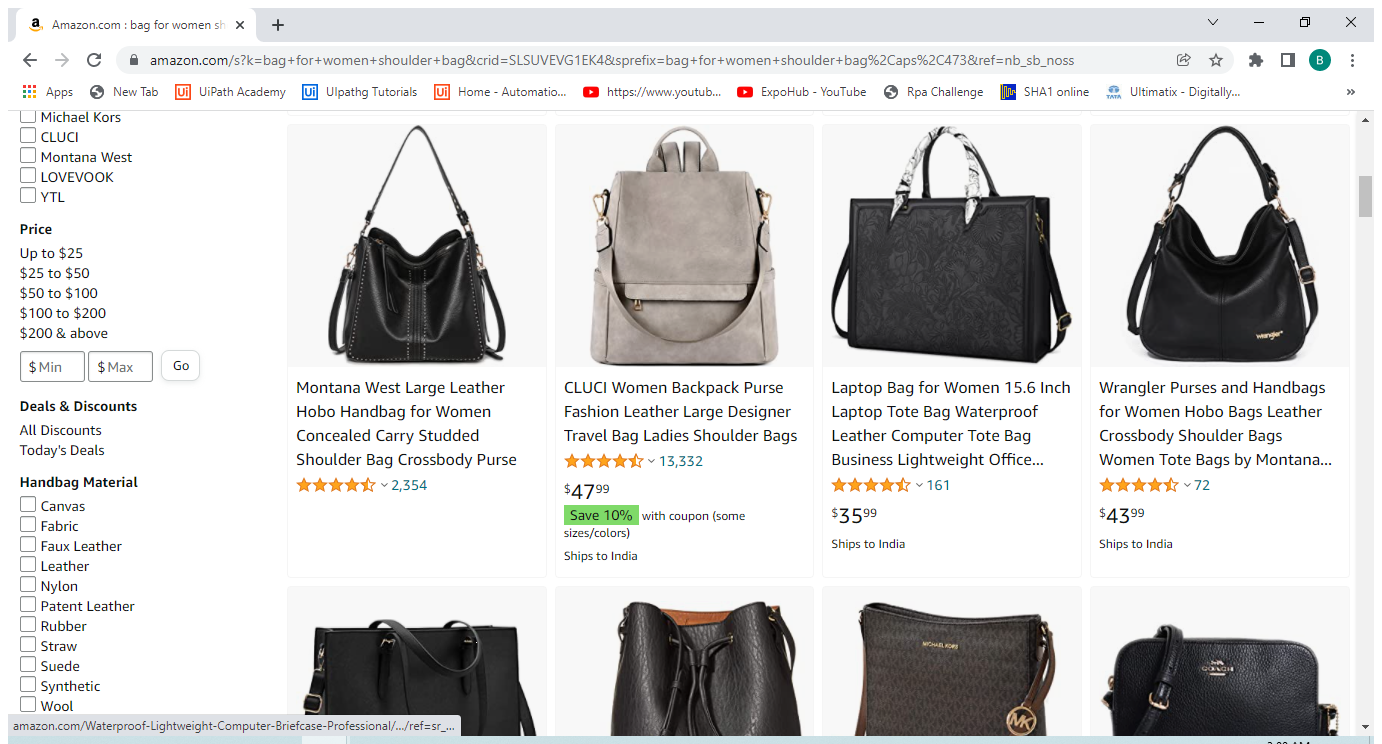 Amazon.com : bag for women sh
amazon.com/s?k=bag+for+women+shoulder+bag&crid=SLSUVEVG1EK4&sprefix=bag+for+women+shoulder+bag%2Caps%2C473&ref=nb_sb_noss
B
Apps
New Tab
Ui UiPath Academy
Ui UIpathg Tutorials
Ui Home - Automatio...
https://www.youtub...
ExpoHub - YouTube
Rpa Challenge
SHA1 online
TATA Ultimatix - Digitally...
»
Michael Kors
CLUCI
Montana West
LOVEVOOK
YTL
Price
Up to $25
$25 to $50
$50 to $100
$100 to $200
$200 & above
$ Min $ Max Go
Deals & Discounts
All Discounts
Today's Deals
Handbag Material
Canvas
Fabric
Faux Leather
Leather
Nylon
Patent Leather
Rubber
Straw
Suede
Synthetic
Wool
amazon.com/Waterproof-Lightweight-Computer-Briefcase-Professional/.../ref=sr_...
Montana West Large Leather
Hobo Handbag for Women
Concealed Carry Studded
Shoulder Bag Crossbody Purse
2,354
CLUCI Women Backpack Purse
Fashion Leather Large Designer
Travel Bag Ladies Shoulder Bags
13,332
$47 99
Save 10% with coupon (some
sizes/colors)
Ships to India
Laptop Bag for Women 15.6 Inch
Laptop Tote Bag Waterproof
Leather Computer Tote Bag
Business Lightweight Office...
161
$35 99
Ships to India
Wrangler
Wrangler Purses and Handbags
for Women Hobo Bags Leather
Crossbody Shoulder Bags
Women Tote Bags by Montana...
72
$43 99
Ships to India
MICHAEL KORS
MK
COACH